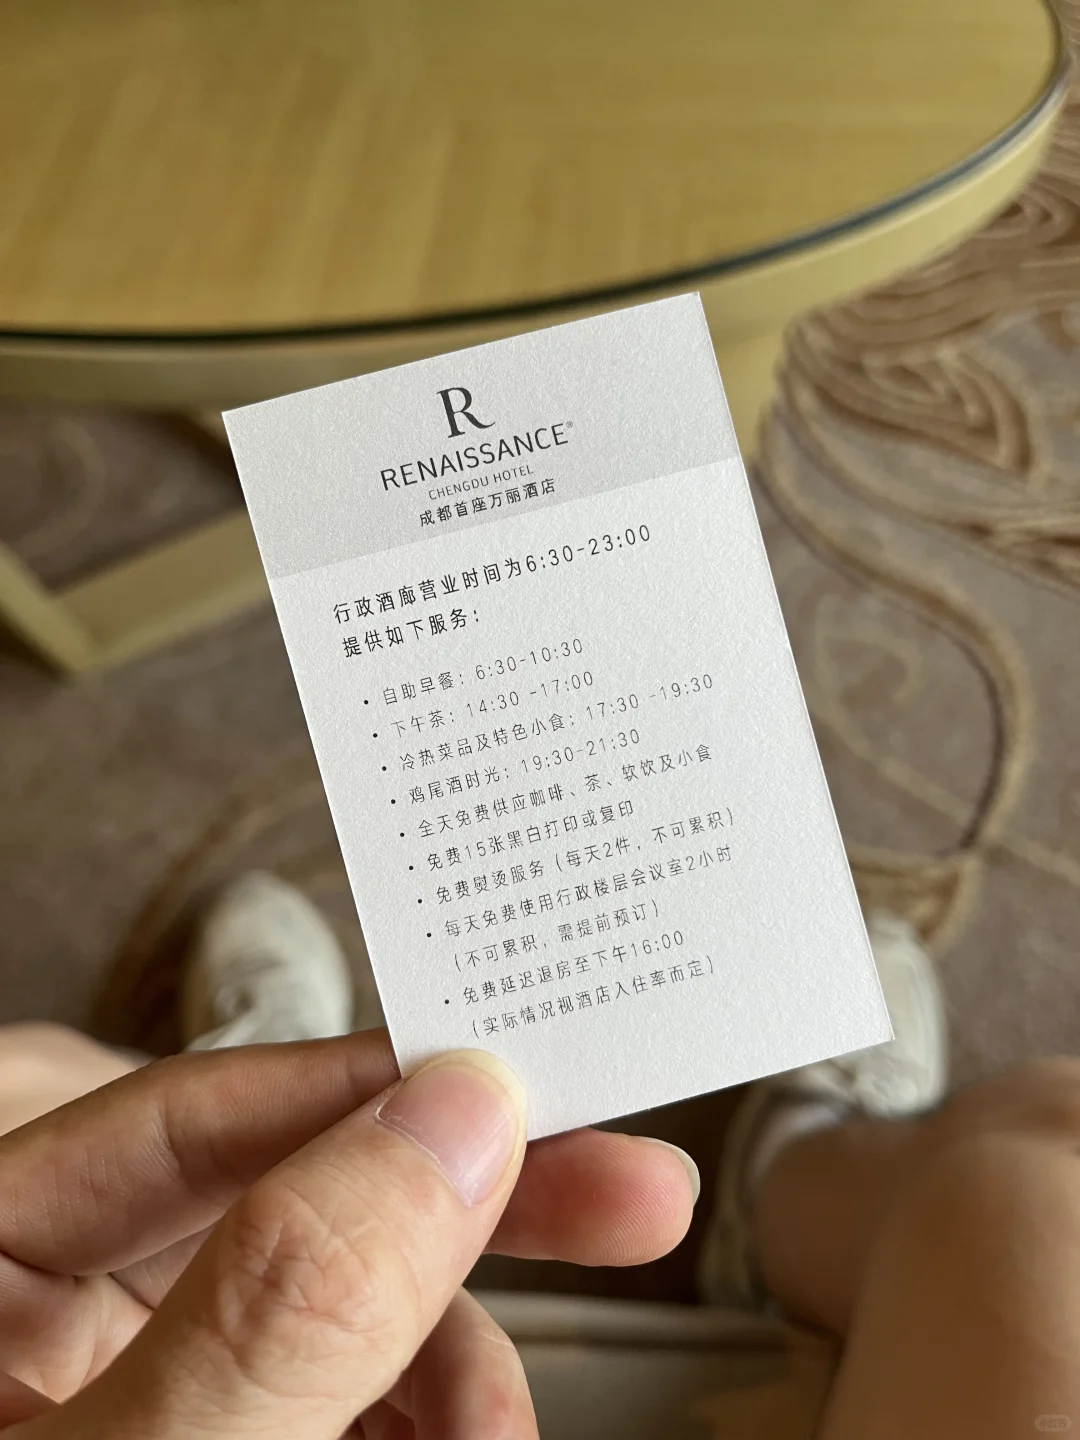 R
RENAISSANCE®
CHENGDU HOTEL
成都首座万丽酒店
行政酒廊营业时间为6:30-23:00
提供如下服务：
• 自助早餐：6:30-10:30
• 下午茶：14:30 -17:00
• 冷热菜品及特色小食：17:30 -19:30
• 鸡尾酒时光：19:30-21:30
• 全天免费供应咖啡、茶、软饮及小食
• 免费15张黑白打印或复印
• 免费熨烫服务（每天2件，不可累积）
• 每天免费使用行政楼层会议室2小时
（不可累积，需提前预订）
• 免费延迟退房至下午16:00
（实际情况视酒店入住率而定）
小红书